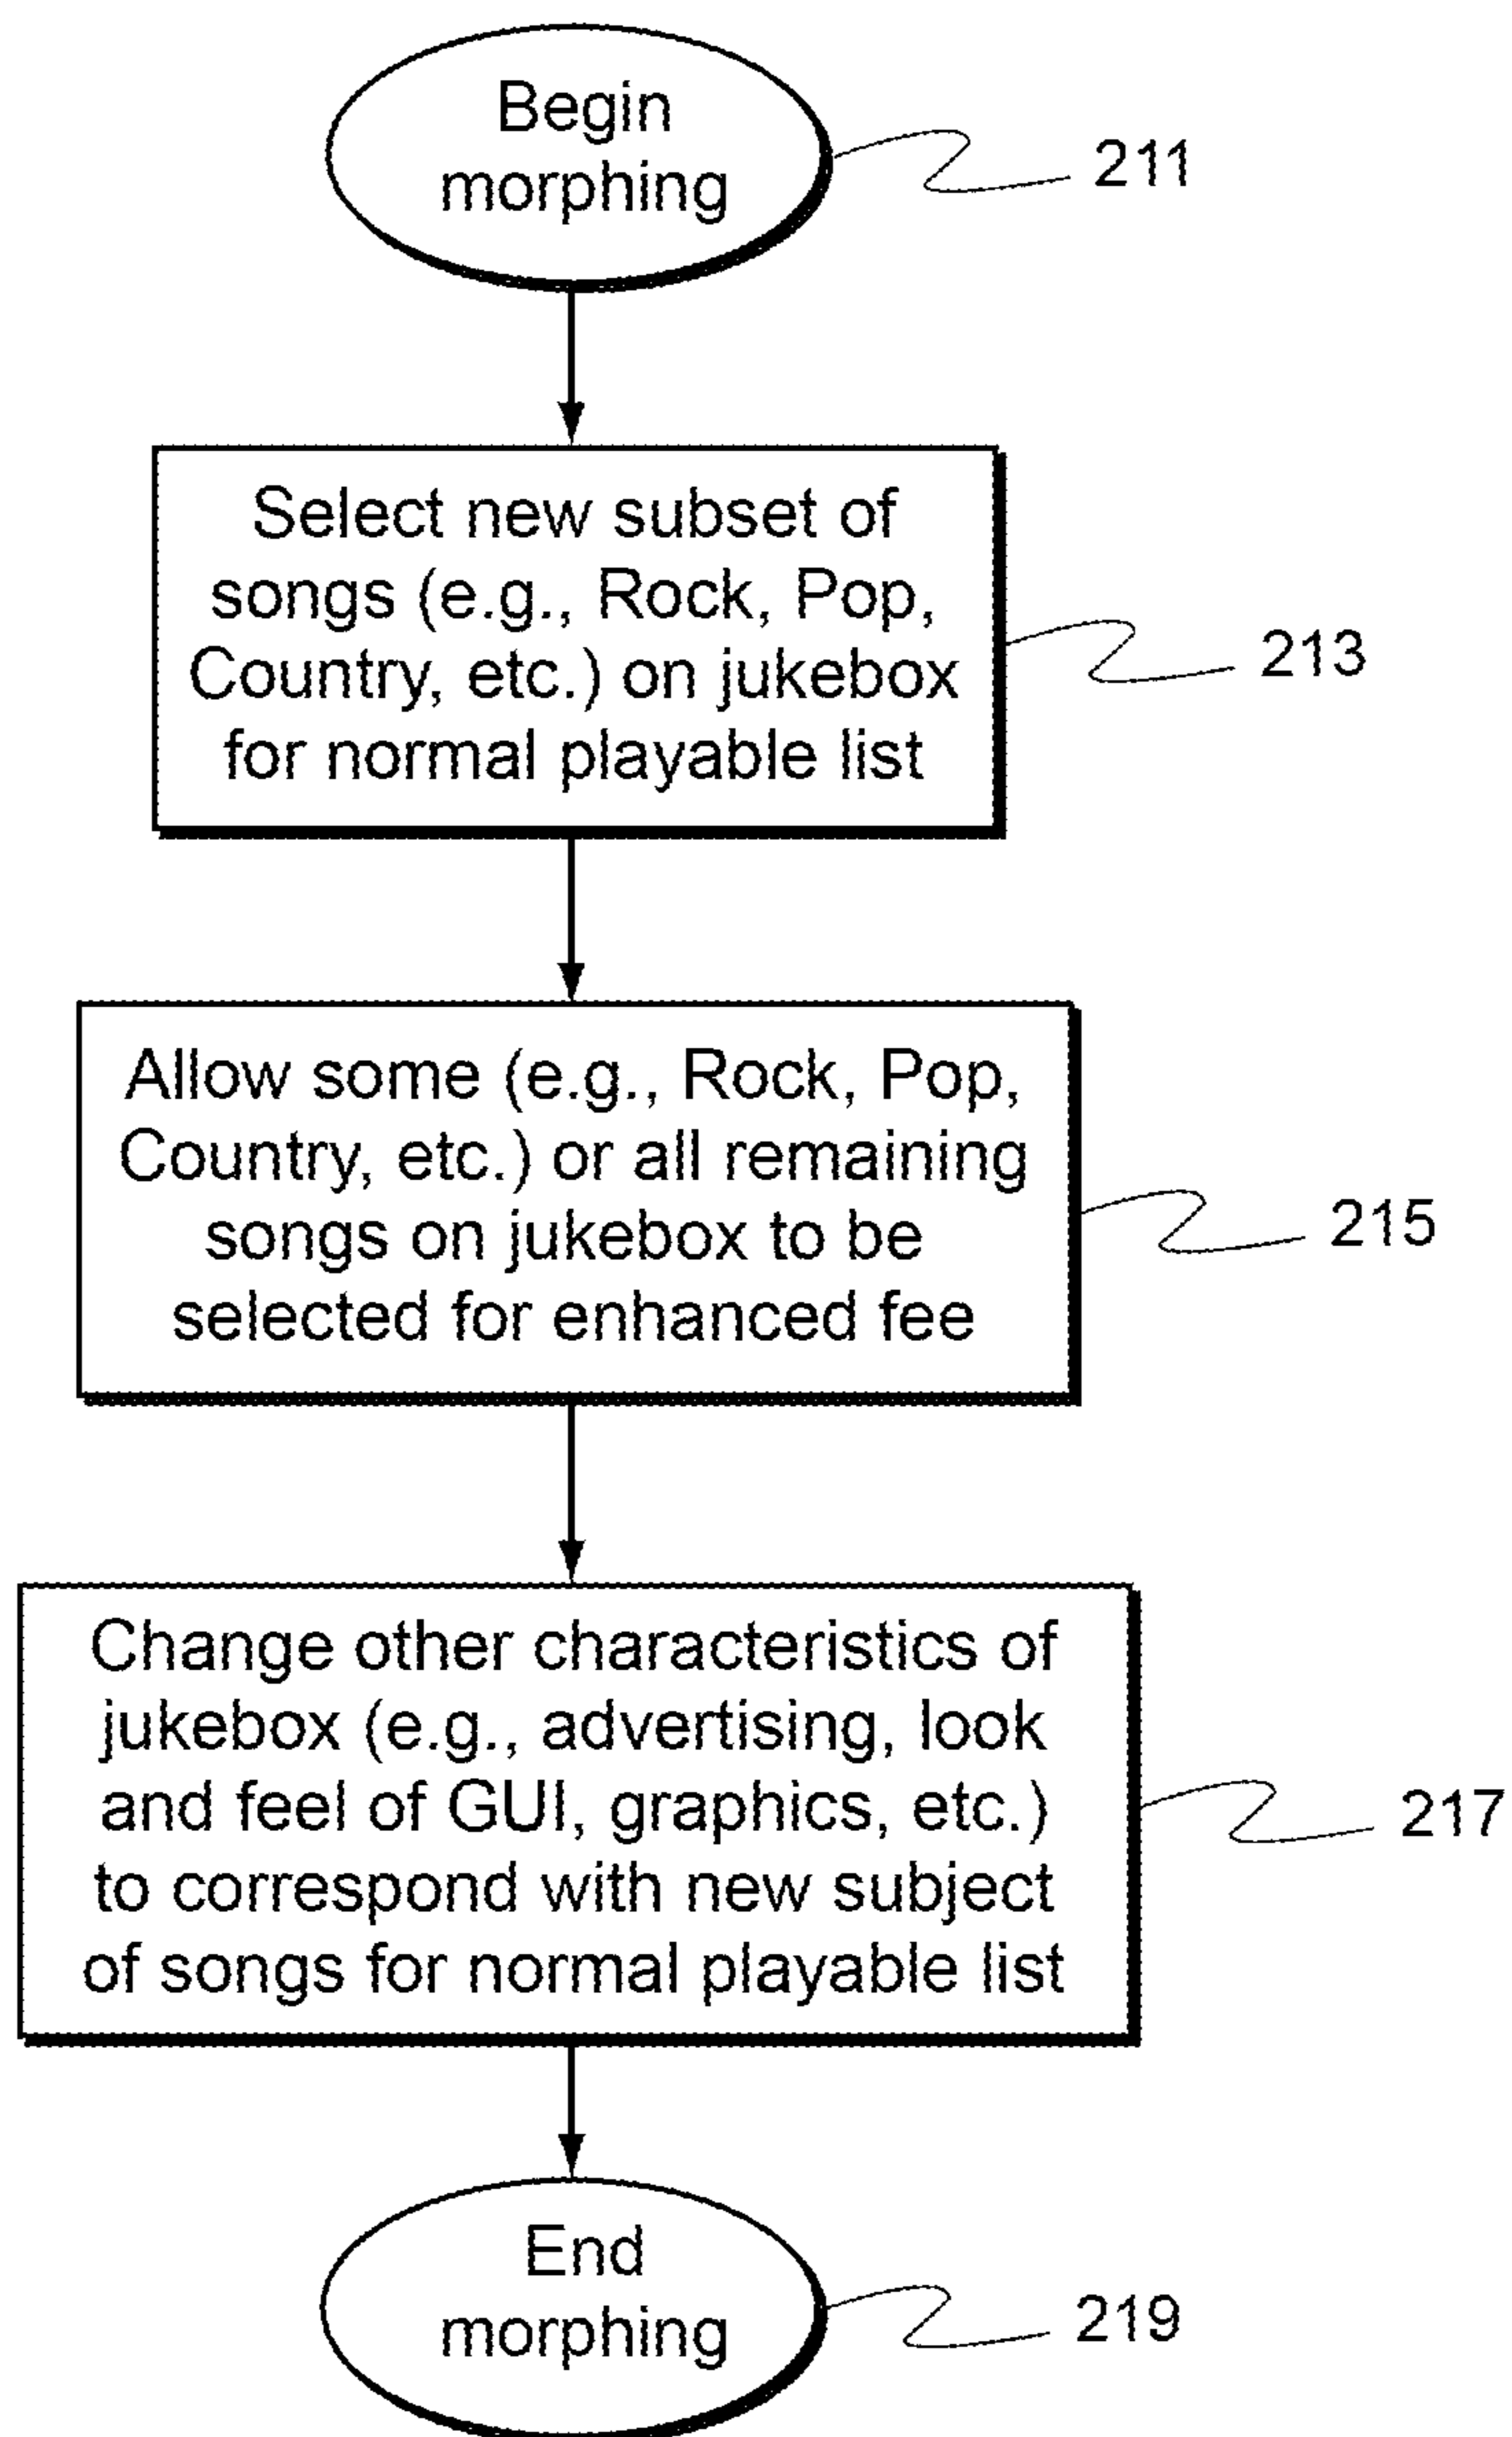 Begin
morphing
211
Select new subset of
songs (e.g., Rock, Pop,
Country, etc.) on jukebox
for normal playable list
213
Allow some (e.g., Rock, Pop,
Country, etc.) or all remaining
songs on jukebox to be
selected for enhanced fee
215
Change other characteristics of
jukebox (e.g., advertising, look
and feel of GUI, graphics, etc.)
to correspond with new subject
of songs for normal playable list
217
End
morphing
219